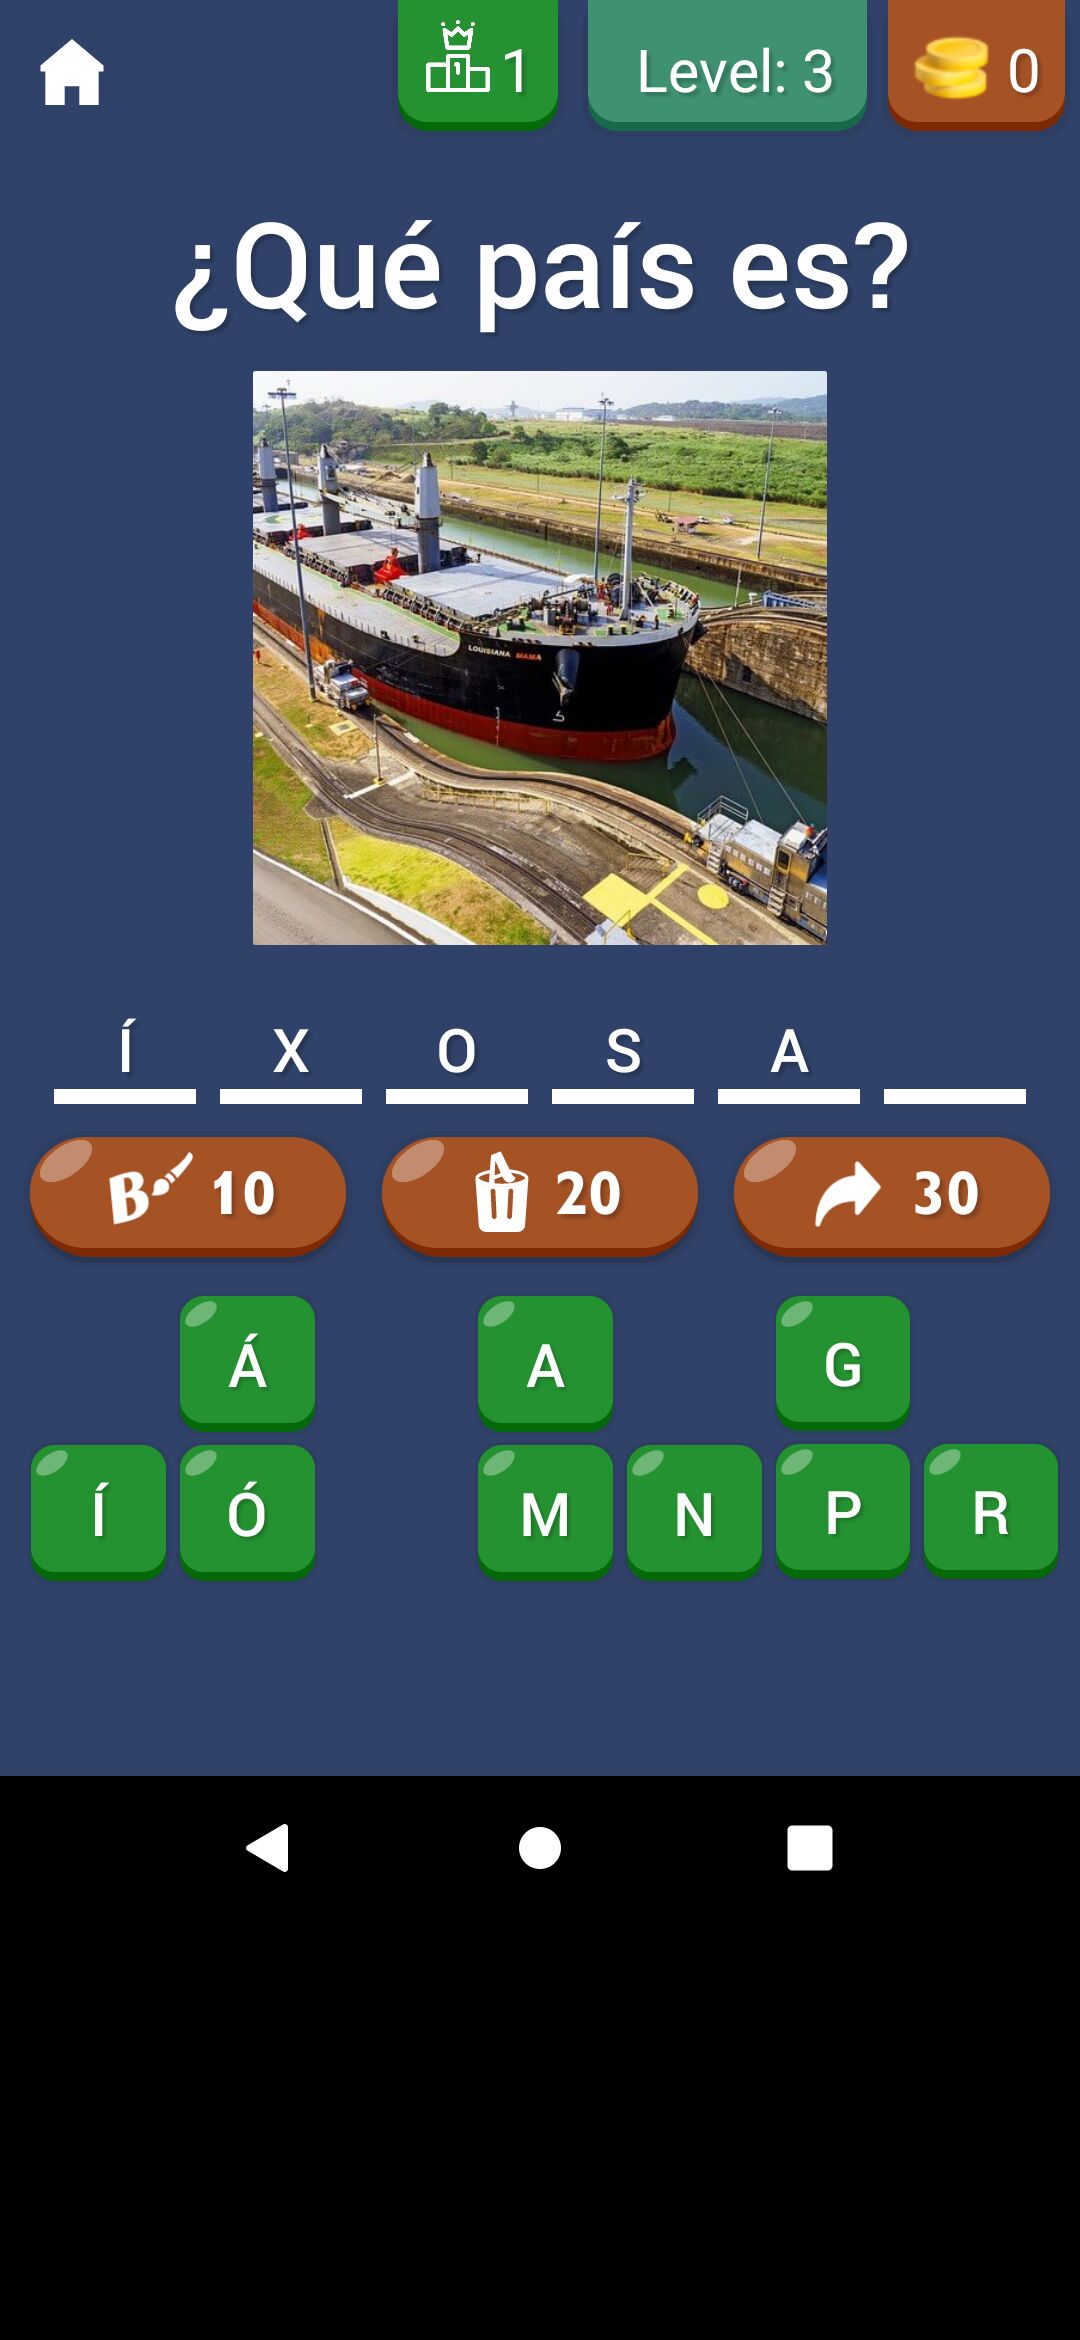 1 Level: 3 0
¿Qué país es?
LOUISIANA MAMA
Í X O S A
B 10 20 30
Á A G
Í Ó M N P R